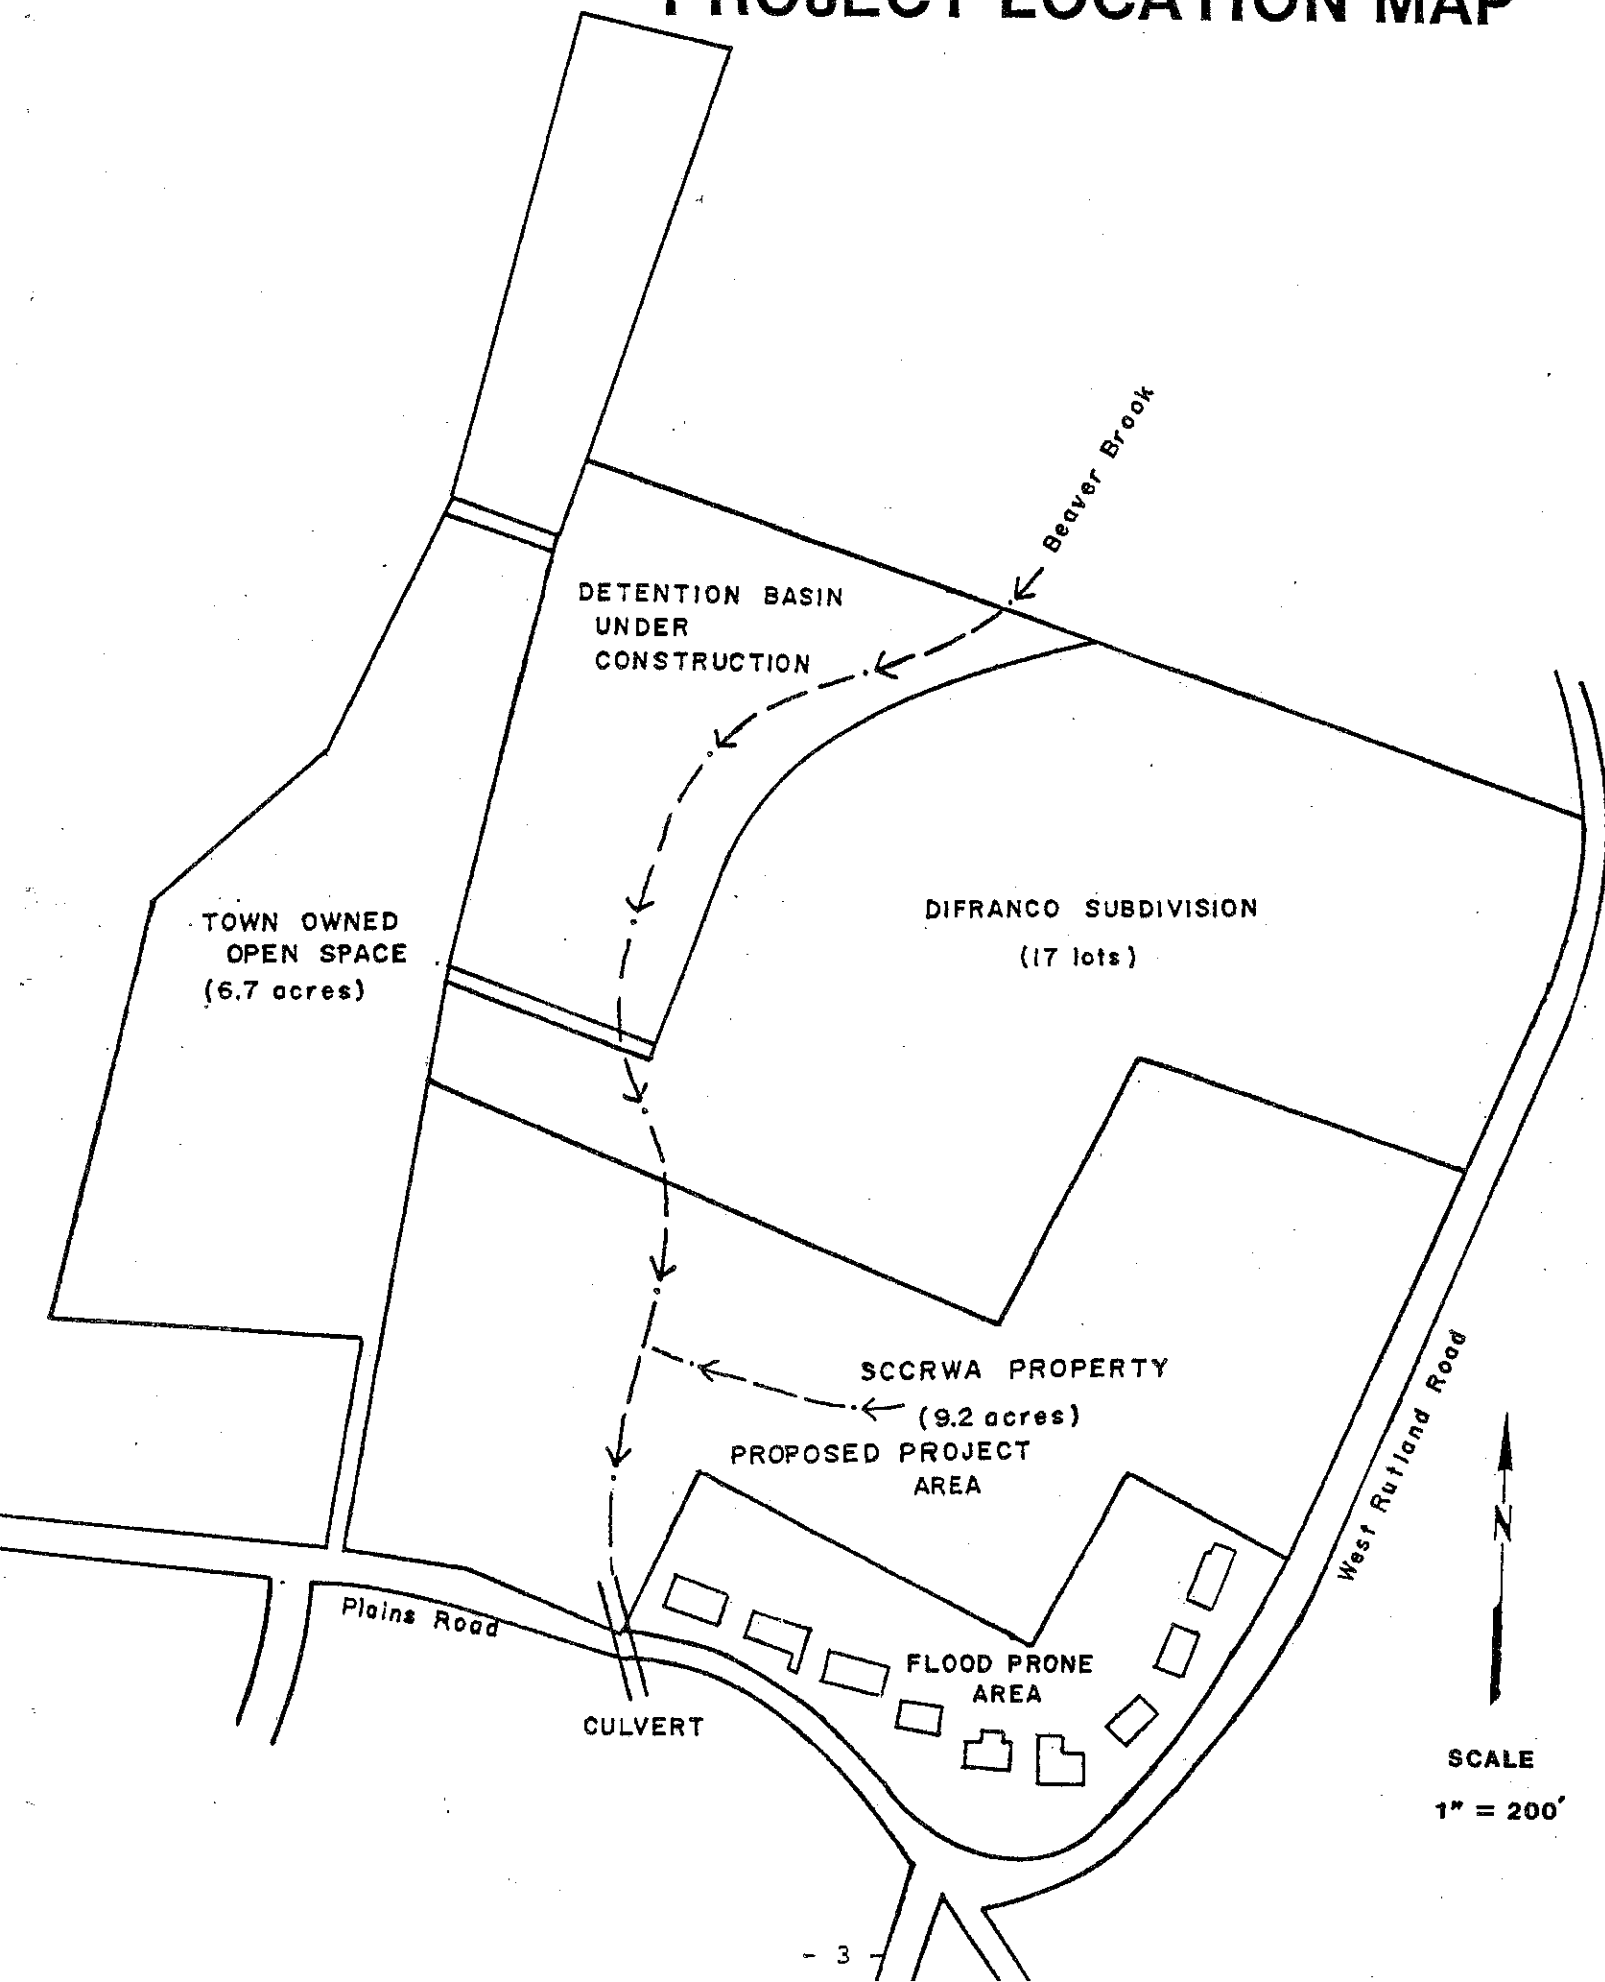 PROJECT LOCATION MAP
Beaver Brook
DETENTION BASIN
UNDER
CONSTRUCTION
TOWN OWNED
OPEN SPACE
(6.7 acres)
DIFRANCO SUBDIVISION
(17 lots)
SCCRWA PROPERTY
(9.2 acres)
PROPOSED PROJECT
AREA
West Rutland Road
N
Plains Road
FLOOD PRONE
AREA
CULVERT
SCALE
1" = 200'
- 3 -